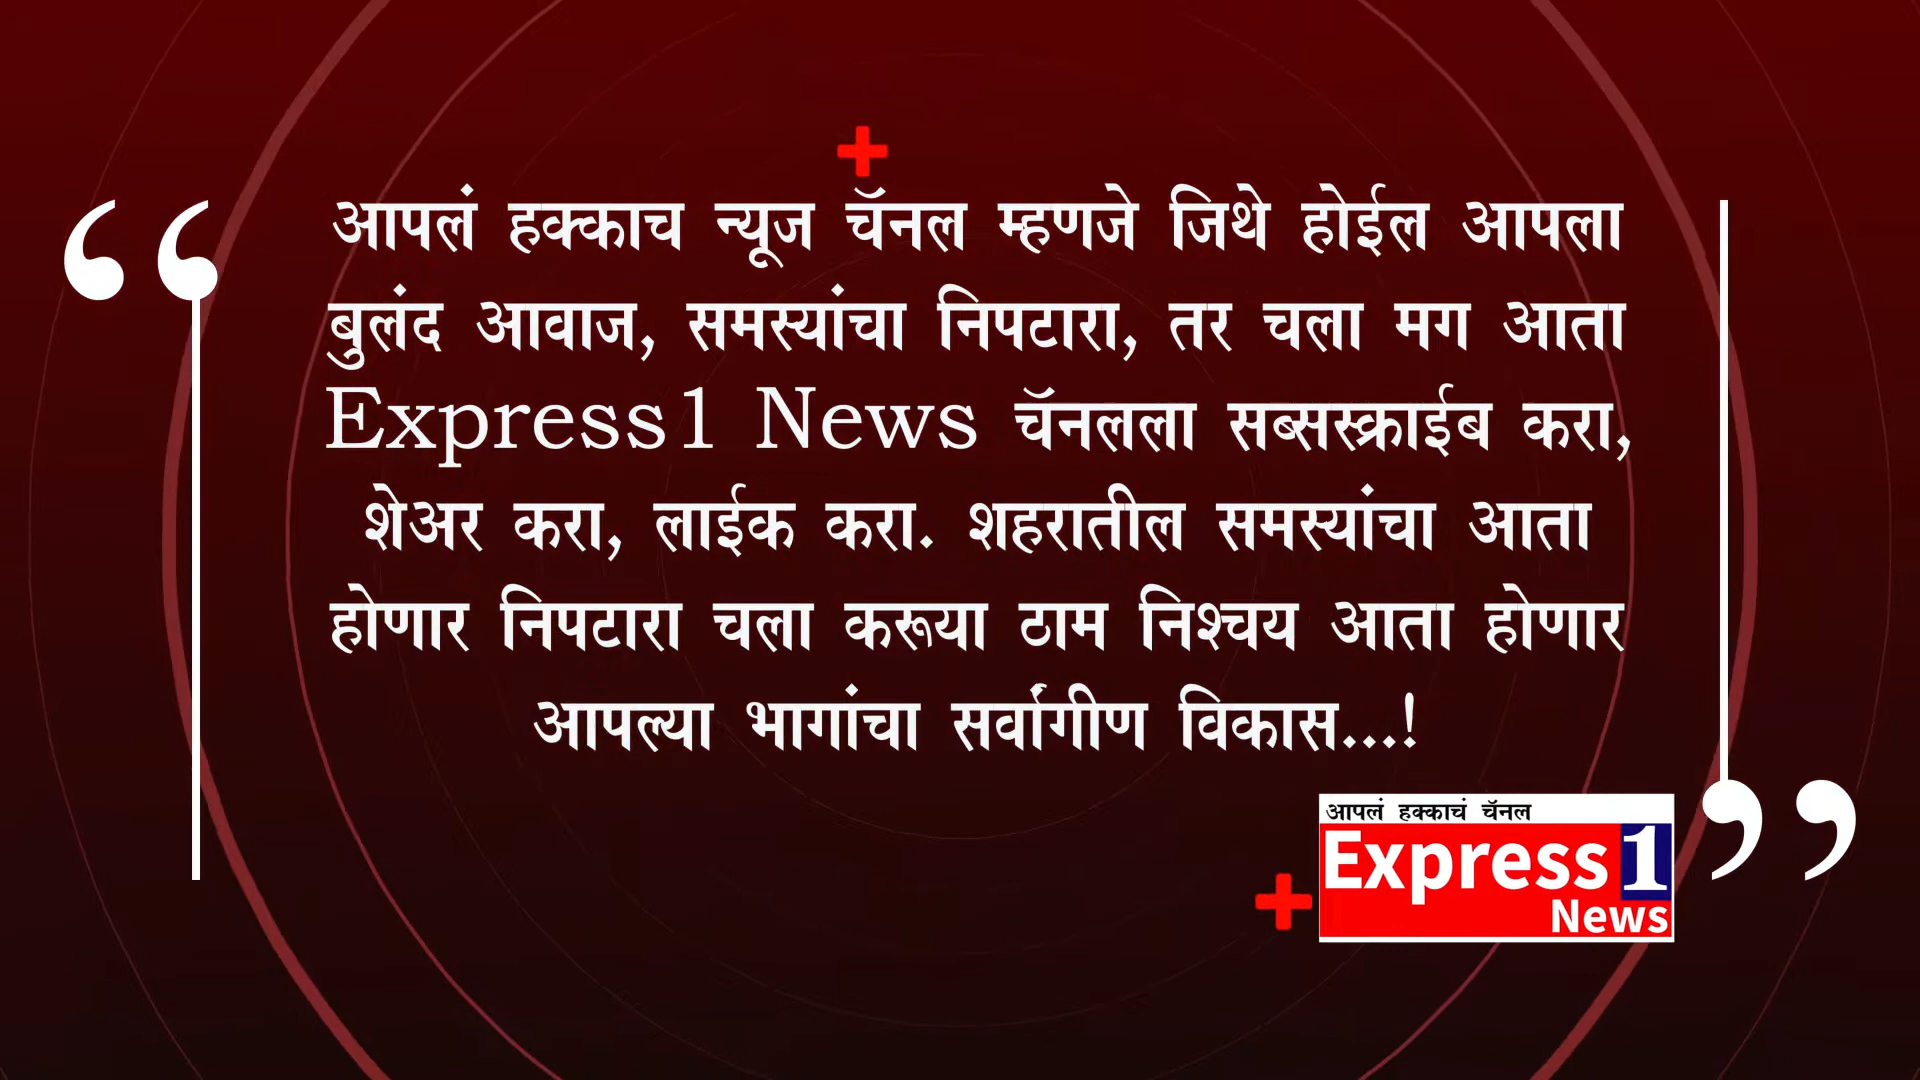 आपलं हक्काच न्यूज चॅनल म्हणजे जिथे होईल आपला
बुलंद आवाज, समस्यांचा निपटारा, तर चला मग आता
Express1 News चॅनलला सब्सस्क्राईब करा,
शेअर करा, लाईक करा. शहरातील समस्यांचा आता
होणार निपटारा चला करूया ठाम निश्चय आता होणार
आपल्या भागांचा सर्वांगीण विकास...!
आपलं हक्काचं चॅनल
Express1
News